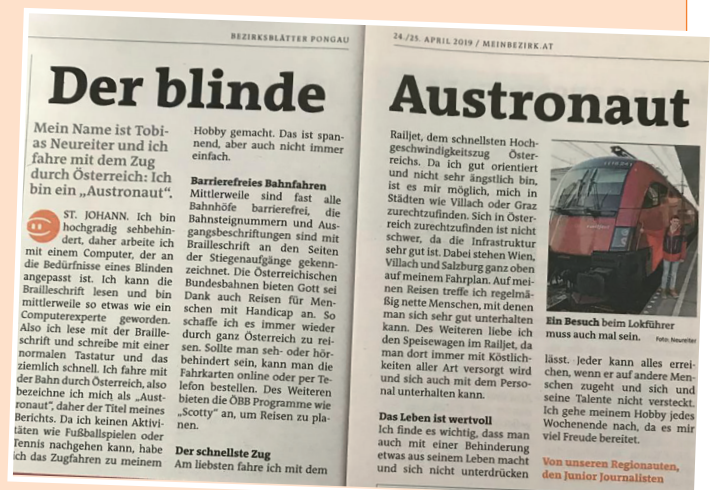 BEZIRKSBLÄTTER PONGAU
24./25. APRIL 2019 / MEINBEZIRK.AT
Der blinde Austronaut
Mein Name ist Tobi-
as Neureiter und ich
fahre mit dem Zug
durch Österreich: Ich
bin ein „Austronaut“.
ST. JOHANN. Ich bin
hochgradig sehbehin-
dert, daher arbeite ich
mit einem Computer, der an
die Bedürfnisse eines Blinden
angepasst ist. Ich kann die
Brailleschrift lesen und bin
mittlerweile so etwas wie ein
Computerexperte geworden.
Also ich lese mit der Braille-
schrift und schreibe mit einer
normalen Tastatur und das
ziemlich schnell. Ich fahre mit
der Bahn durch Österreich, also
bezeichne ich mich als „Aust-
ronaut“, daher der Titel meines
Berichts. Da ich keinen Aktivi-
täten wie Fußballspielen oder
Tennis nachgehen kann, habe
ich das Zugfahren zu meinem
Hobby gemacht. Das ist span-
nend, aber auch nicht immer
einfach.
Barrierefreies Bahnfahren
Mittlerweile sind fast alle
Bahnhöfe barrierefrei, die
Bahnsteignummern und Aus-
gangsbeschriftungen sind mit
Brailleschrift an den Seiten
der Stiegenaufgänge gekenn-
zeichnet. Die Österreichischen
Bundesbahnen bieten Gott sei
Dank auch Reisen für Men-
schen mit Handicap an. So
schaffe ich es immer wieder
durch ganz Österreich zu rei-
sen. Sollte man seh- oder hör-
behindert sein, kann man die
Fahrkarten online oder per Te-
lefon bestellen. Des Weiteren
bieten die ÖBB Programme wie
„Scotty“ an, um Reisen zu pla-
nen.
Der schnellste Zug
Am liebsten fahre ich mit dem
Railjet, dem schnellsten Hoch-
geschwindigkeitszug Öster-
reichs. Da ich gut orientiert
und nicht sehr ängstlich bin,
ist es mir möglich, mich in
Städten wie Villach oder Graz
zurechtzufinden. Sich in Öster-
reich zurechtzufinden ist nicht
schwer, da die Infrastruktur
sehr gut ist. Dabei stehen Wien,
Villach und Salzburg ganz oben
auf meinem Fahrplan. Auf mei-
nen Reisen treffe ich regelmä-
ßig nette Menschen, mit denen
man sich sehr gut unterhalten
kann. Des Weiteren liebe ich
den Speisewagen im Railjet, da
man dort immer mit Köstlich-
keiten aller Art versorgt wird
und sich auch mit dem Perso-
nal unterhalten kann.
Das Leben ist wertvoll
Ich finde es wichtig, dass man
auch mit einer Behinderung
etwas aus seinem Leben macht
und sich nicht unterdrücken
Ein Besuch beim Lokführer
muss auch mal sein.
Foto: Neureiter
lässt. Jeder kann alles errei-
chen, wenn er auf andere Men-
schen zugeht und sich und
seine Talente nicht versteckt.
Ich gehe meinem Hobby jedes
Wochenende nach, da es mir
viel Freude bereitet.
Von unseren Regionauten,
den Junior Journalisten